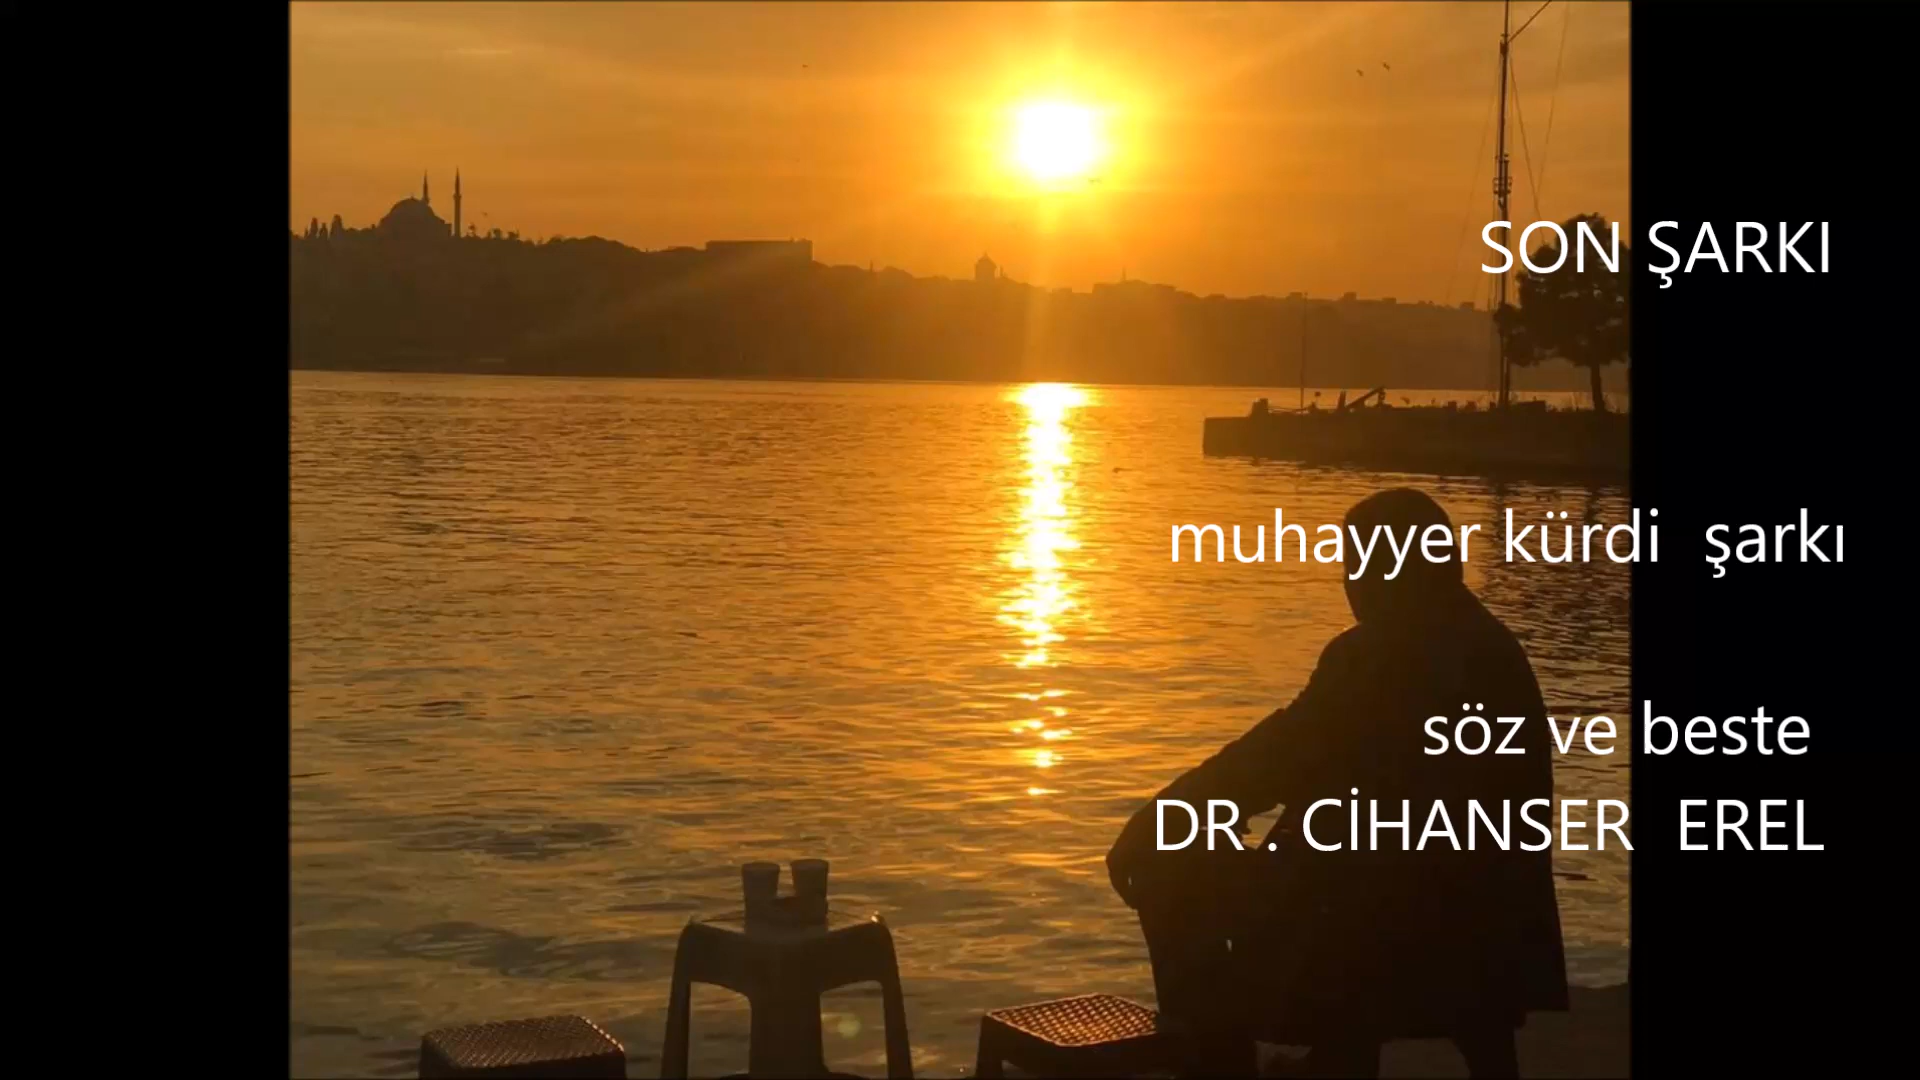 SON ŞARKI
muhayyer kürdi şarkı
söz ve beste
DR . CİHANSER EREL